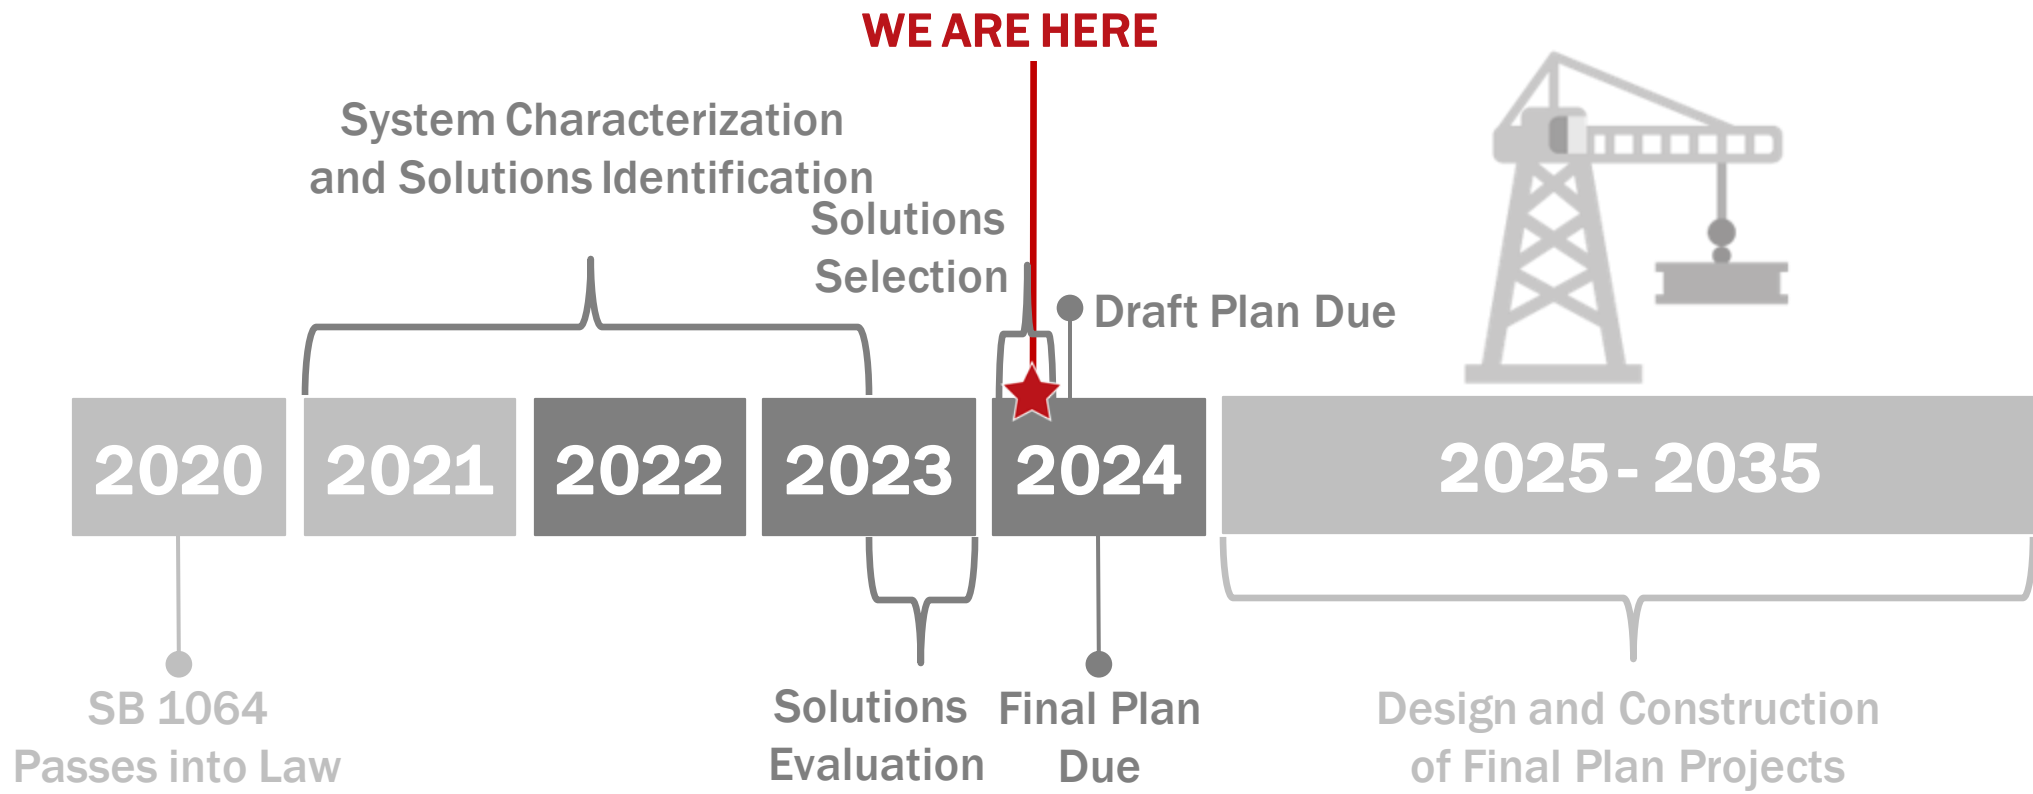 WE ARE HERE
System Characterization
and Solutions Identification
Solutions
Selection
Draft Plan Due
2020
2021
2022
2023
2024
2025 - 2035
SB 1064
Passes into Law
Solutions
Evaluation
Final Plan
Due
Design and Construction
of Final Plan Projects